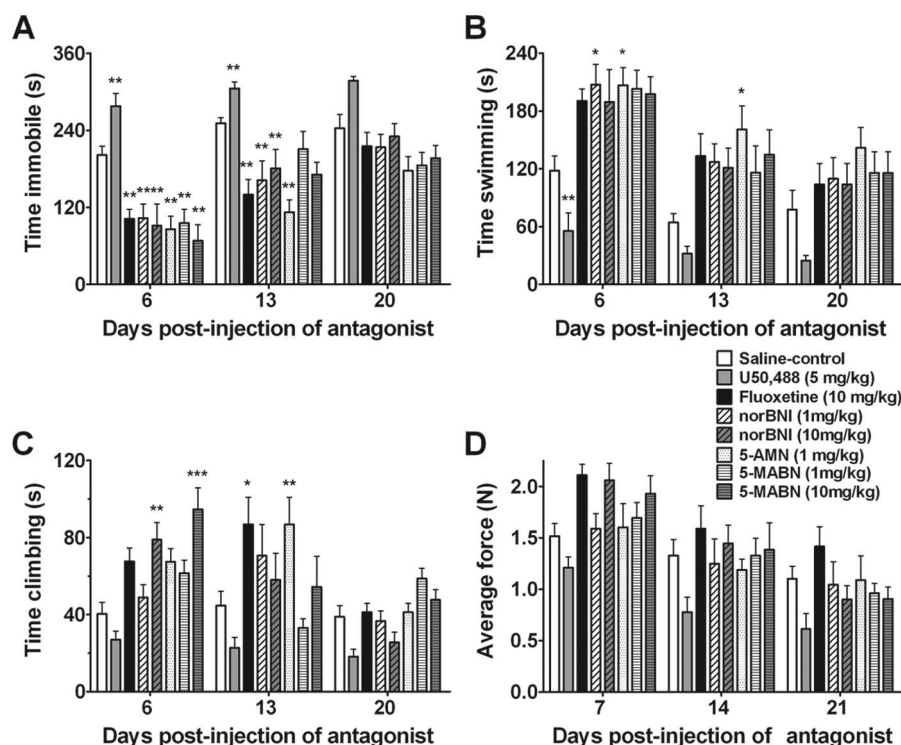 A
360
240
120
0
Time immobile (s)
**
**
****
**
**
**
**
**
**
**
**
6
13
20
Days post-injection of antagonist
B
240
180
120
60
0
Time swimming (s)
**
*
*
*
6
13
20
Days post-injection of antagonist
Saline-control
U50,488 (5 mg/kg)
Fluoxetine (10 mg/kg)
norBNI (1mg/kg)
norBNI (10mg/kg)
5-AMN (1 mg/kg)
5-MABN (1mg/kg)
5-MABN (10mg/kg)
C
120
80
40
0
Time climbing (s)
**
***
*
**
6
13
20
Days post-injection of antagonist
D
2.0
1.5
1.0
0.5
0.0
Average force (N)
7
14
21
Days post-injection of antagonist